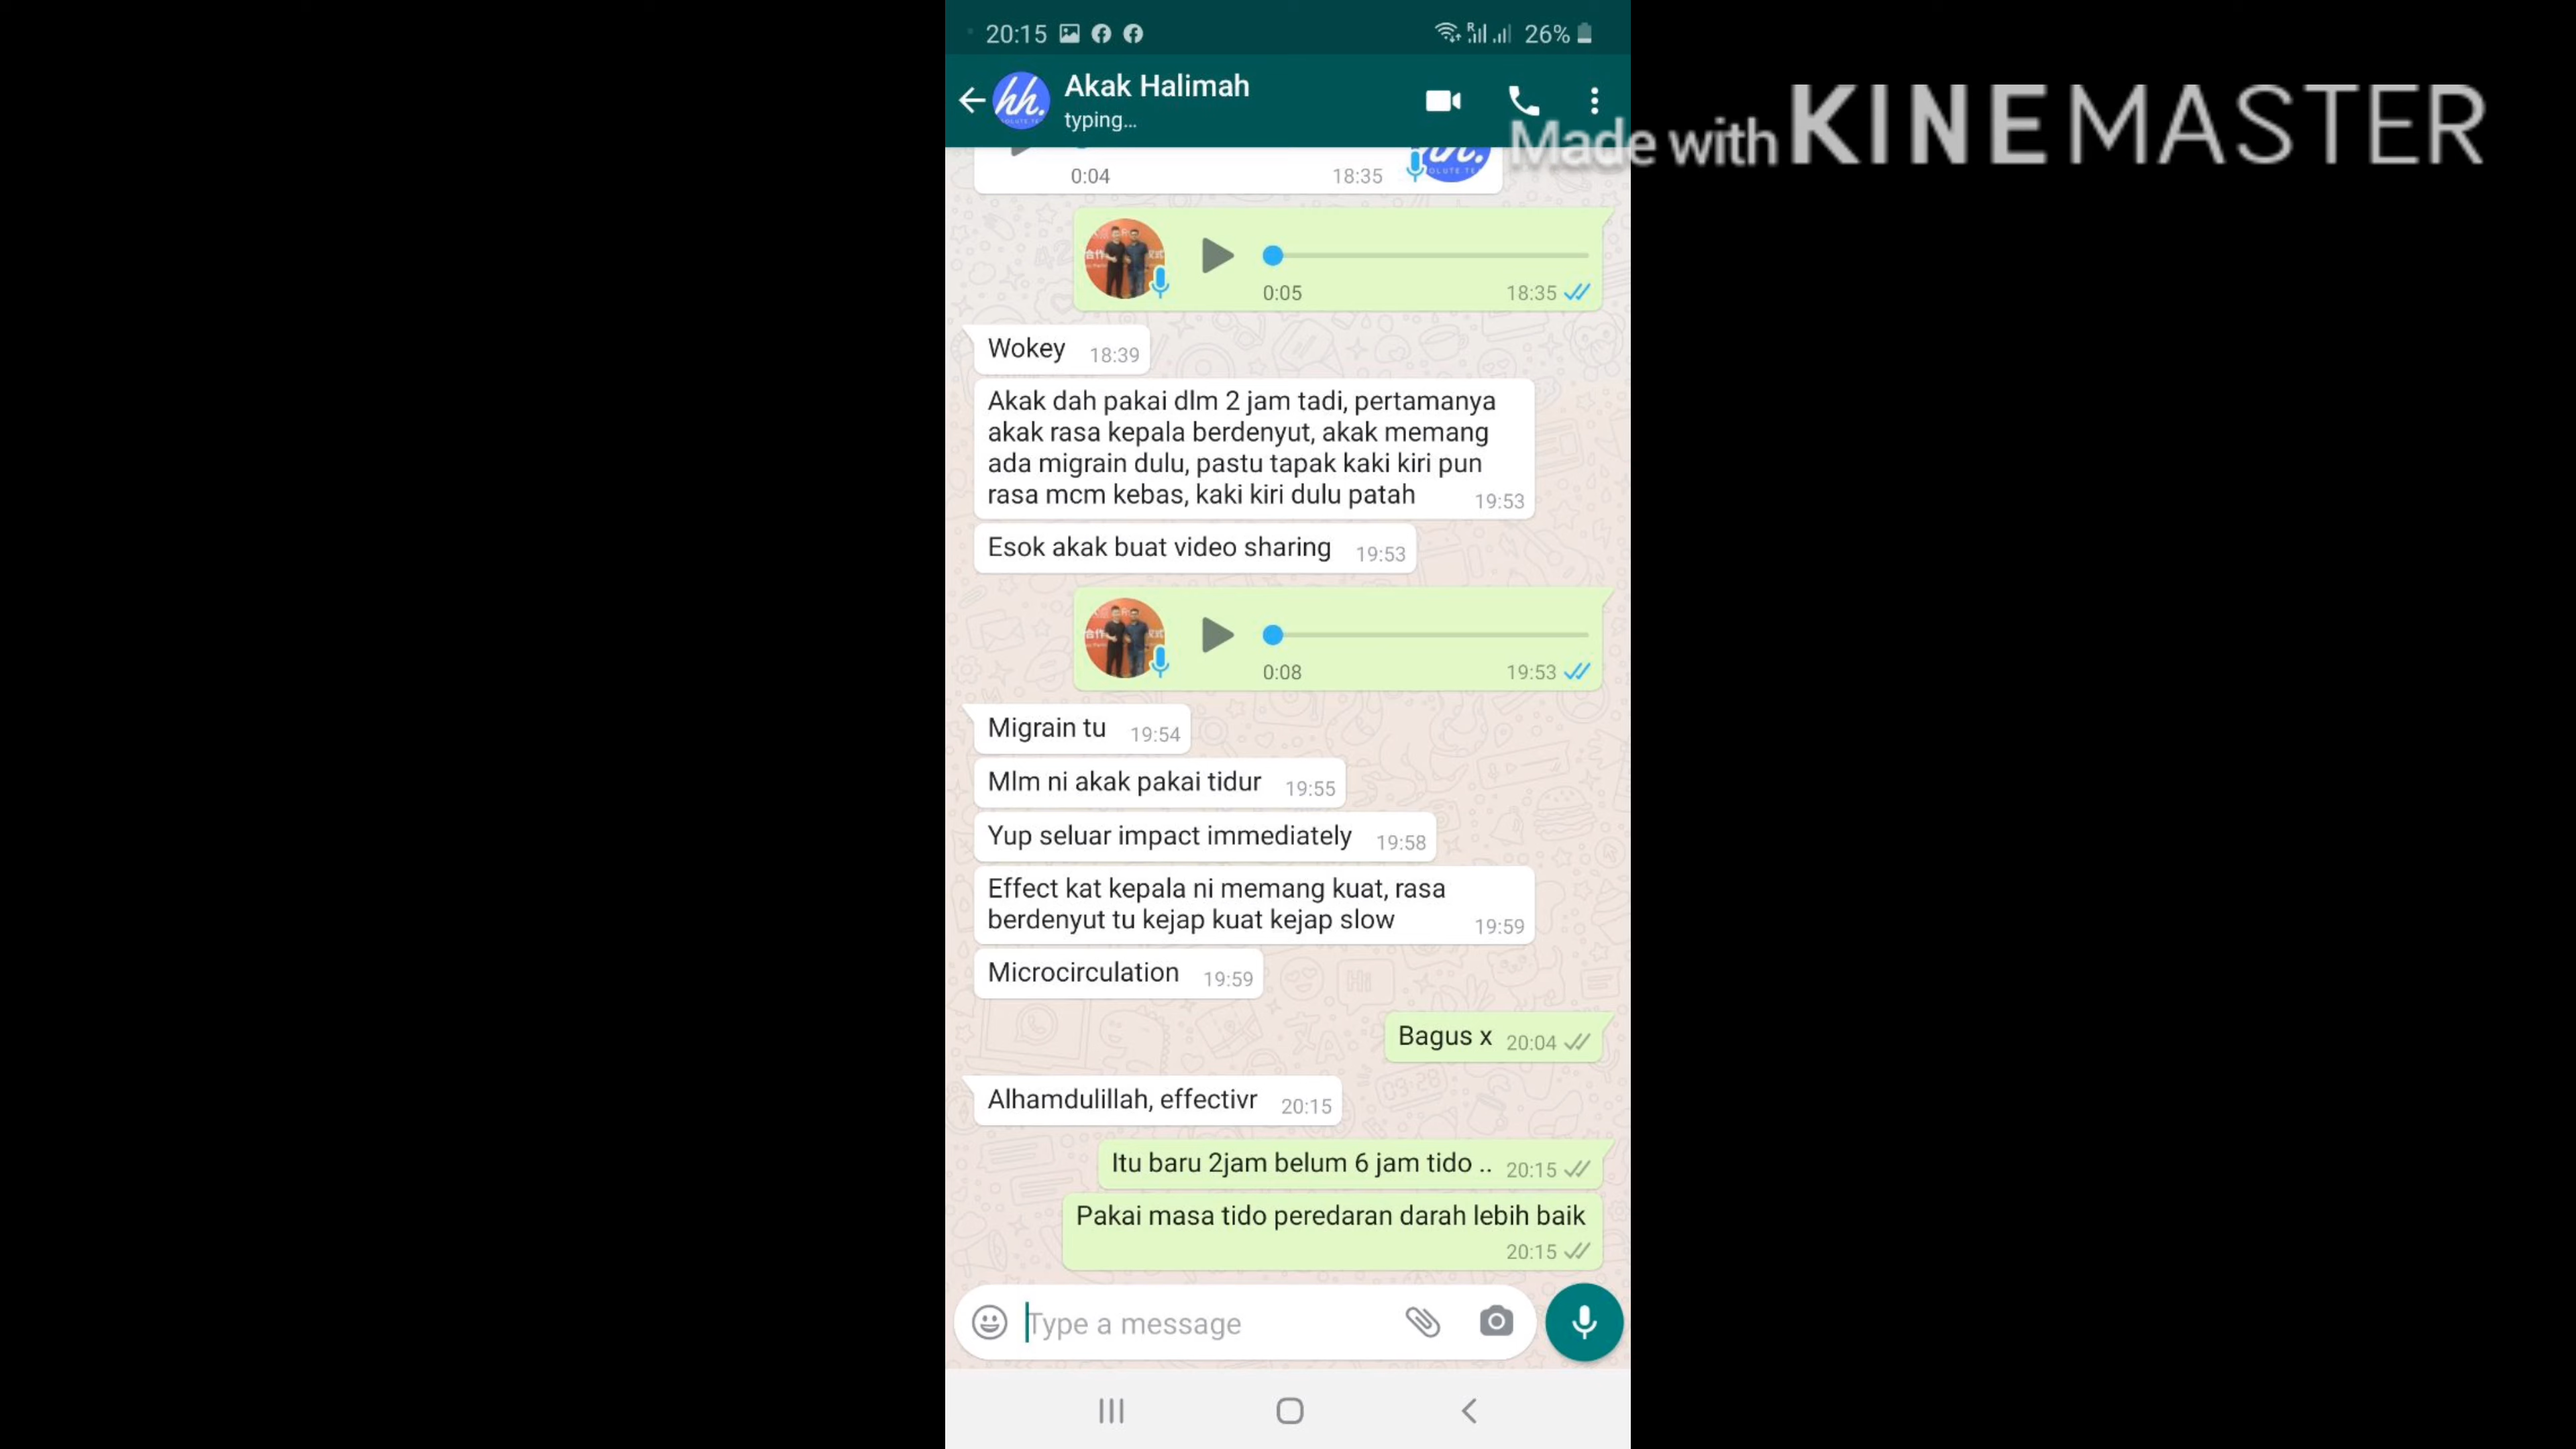 20:15
26%
Akak Halimah
typing...
Made with KINEMASTER
0:04 18:35
0:05 18:35
Wokey 18:39
Akak dah pakai dlm 2 jam tadi, pertamanya
akak rasa kepala berdenyut, akak memang
ada migrain dulu, pastu tapak kaki kiri pun
rasa mcm kebas, kaki kiri dulu patah 19:53
Esok akak buat video sharing 19:53
0:08 19:53
Migrain tu 19:54
Mlm ni akak pakai tidur 19:55
Yup seluar impact immediately 19:58
Effect kat kepala ni memang kuat, rasa
berdenyut tu kejap kuat kejap slow 19:59
Microcirculation 19:59
Bagus x 20:04
Alhamdulillah, effectivr 20:15
Itu baru 2jam belum 6 jam tido .. 20:15
Pakai masa tido peredaran darah lebih baik
20:15
Type a message